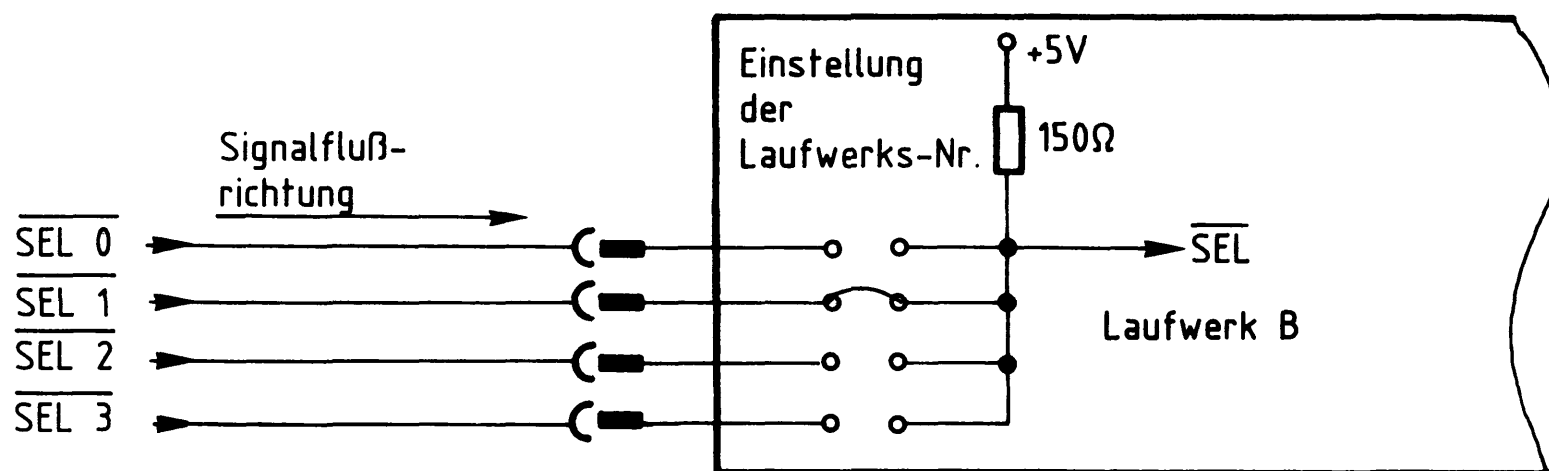 Einstellung
der
Laufwerks-Nr.
+5V
150Ω
Signalfluß-
richtung
SEL 0
SEL 1
SEL 2
SEL 3
SEL
Laufwerk B